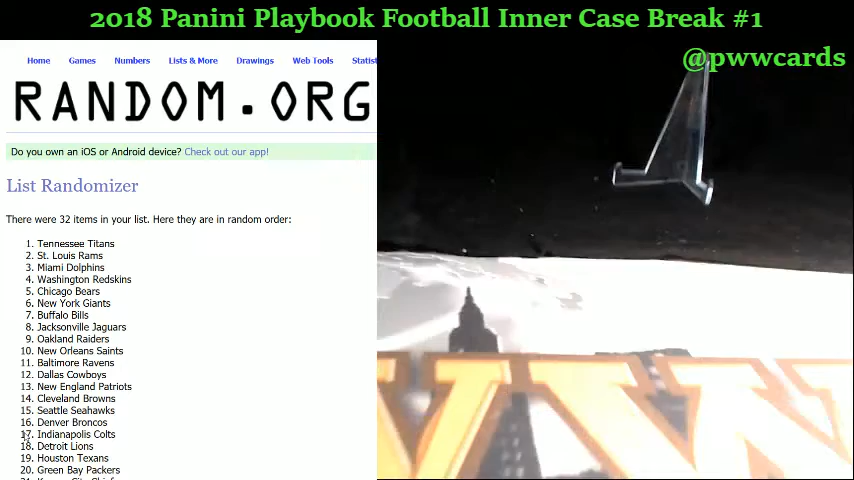 2018 Panini Playbook Football Inner Case Break #1
@pwwcards
Home Games Numbers Lists & More Drawings Web Tools Statist
RANDOM.ORG
Do you own an iOS or Android device? Check out our app!
List Randomizer
There were 32 items in your list. Here they are in random order:
1. Tennessee Titans
2. St. Louis Rams
3. Miami Dolphins
4. Washington Redskins
5. Chicago Bears
6. New York Giants
7. Buffalo Bills
8. Jacksonville Jaguars
9. Oakland Raiders
10. New Orleans Saints
11. Baltimore Ravens
12. Dallas Cowboys
13. New England Patriots
14. Cleveland Browns
15. Seattle Seahawks
16. Denver Broncos
17. Indianapolis Colts
18. Detroit Lions
19. Houston Texans
20. Green Bay Packers